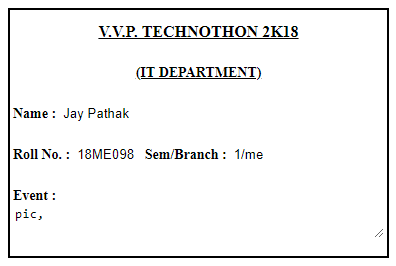 V.V.P. TECHNOTHON 2K18
(IT DEPARTMENT)
Name : Jay Pathak
Roll No. : 18ME098 Sem/Branch : 1/me
Event :
pic,